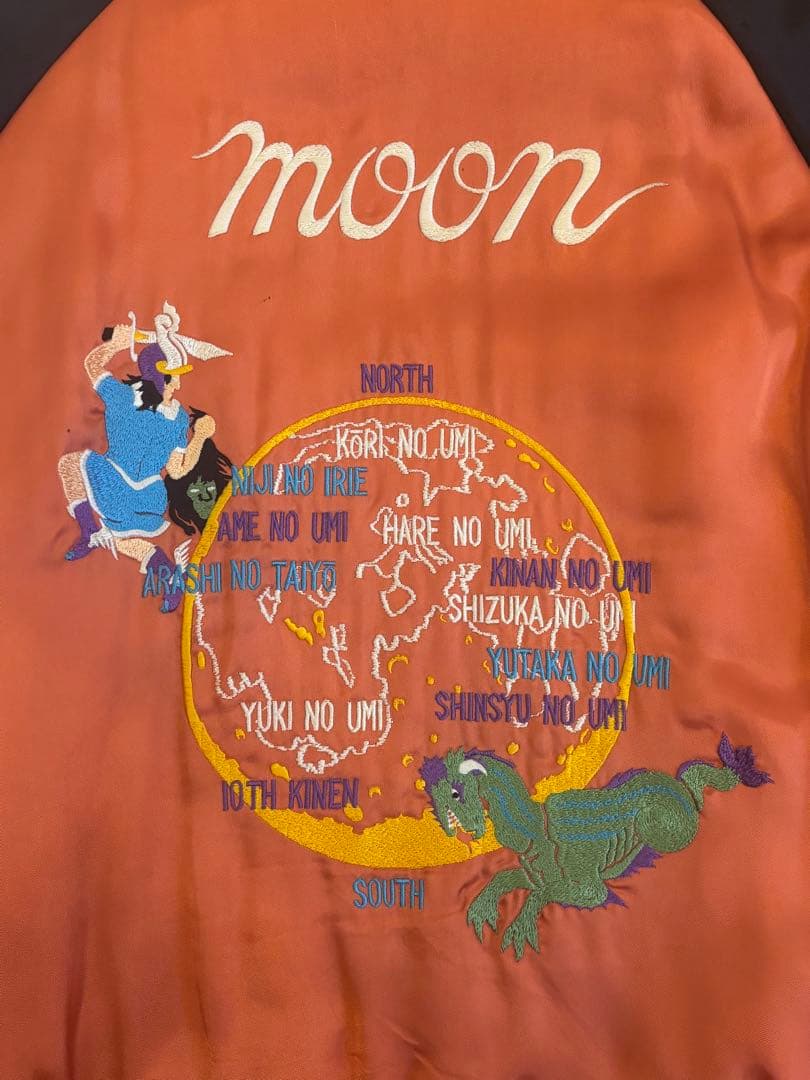 moon
NORTH
KŌRI NO UMI
NIJI NO IRIE
AME NO UMI
HARE NO UMI
ARASHI NO TAIYŌ
KINAN NO UMI
SHIZUKA NO UMI
YUTAKA NO UMI
YUKI NO UMI
SHINSYU NO UMI
10TH KINEN
SOUTH